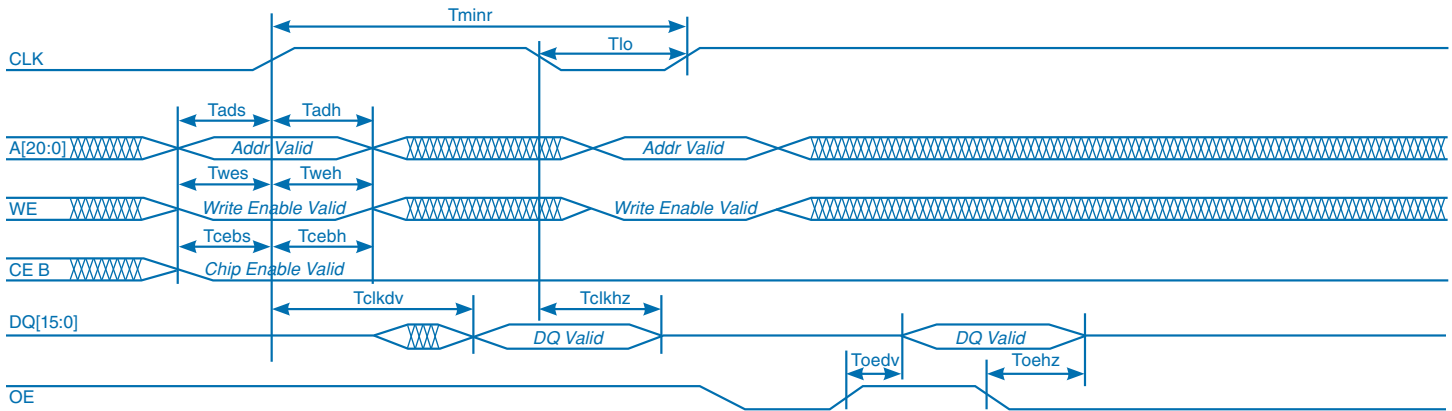 Tminr
Tlo
CLK
Tads Tadh
A[20:0] Addr Valid Addr Valid
Twes Tweh
WE Write Enable Valid Write Enable Valid
Tcebs Tcebh
CE B Chip Enable Valid
Tclkdv Tclkhz
DQ[15:0] DQ Valid DQ Valid
Toedv Toehz
OE